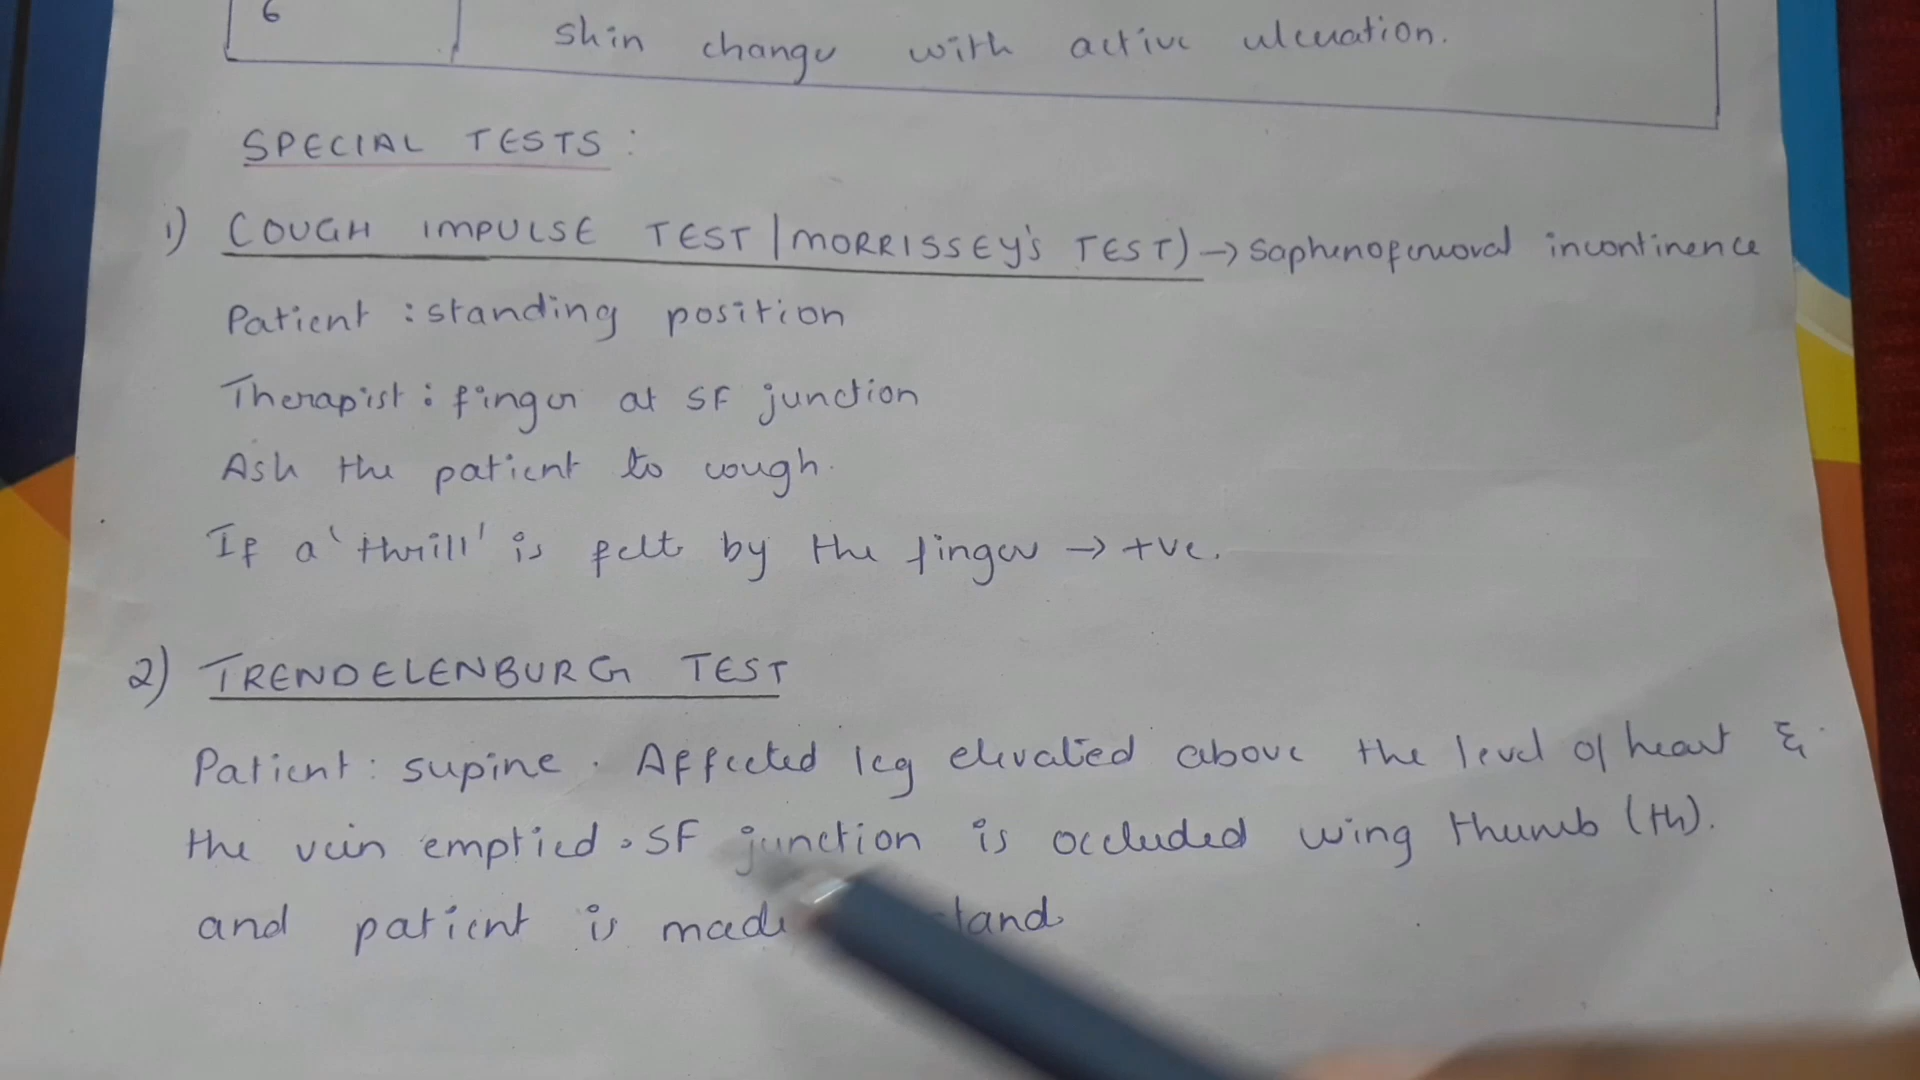 6 skin change with active ulceration.
SPECIAL TESTS :
1) COUGH IMPULSE TEST | MORRISSEY'S TEST) → Saphenofemoral incontinence
Patient : standing position
Therapist : finger at SF junction
Ask the patient to cough.
If a 'thrill' is felt by the finger → +ve.
2) TRENDELENBURG TEST
Patient : supine . Affected leg elevated above the level of heart &
the vein emptied . SF junction is occluded using thumb (th).
and patient is made stand